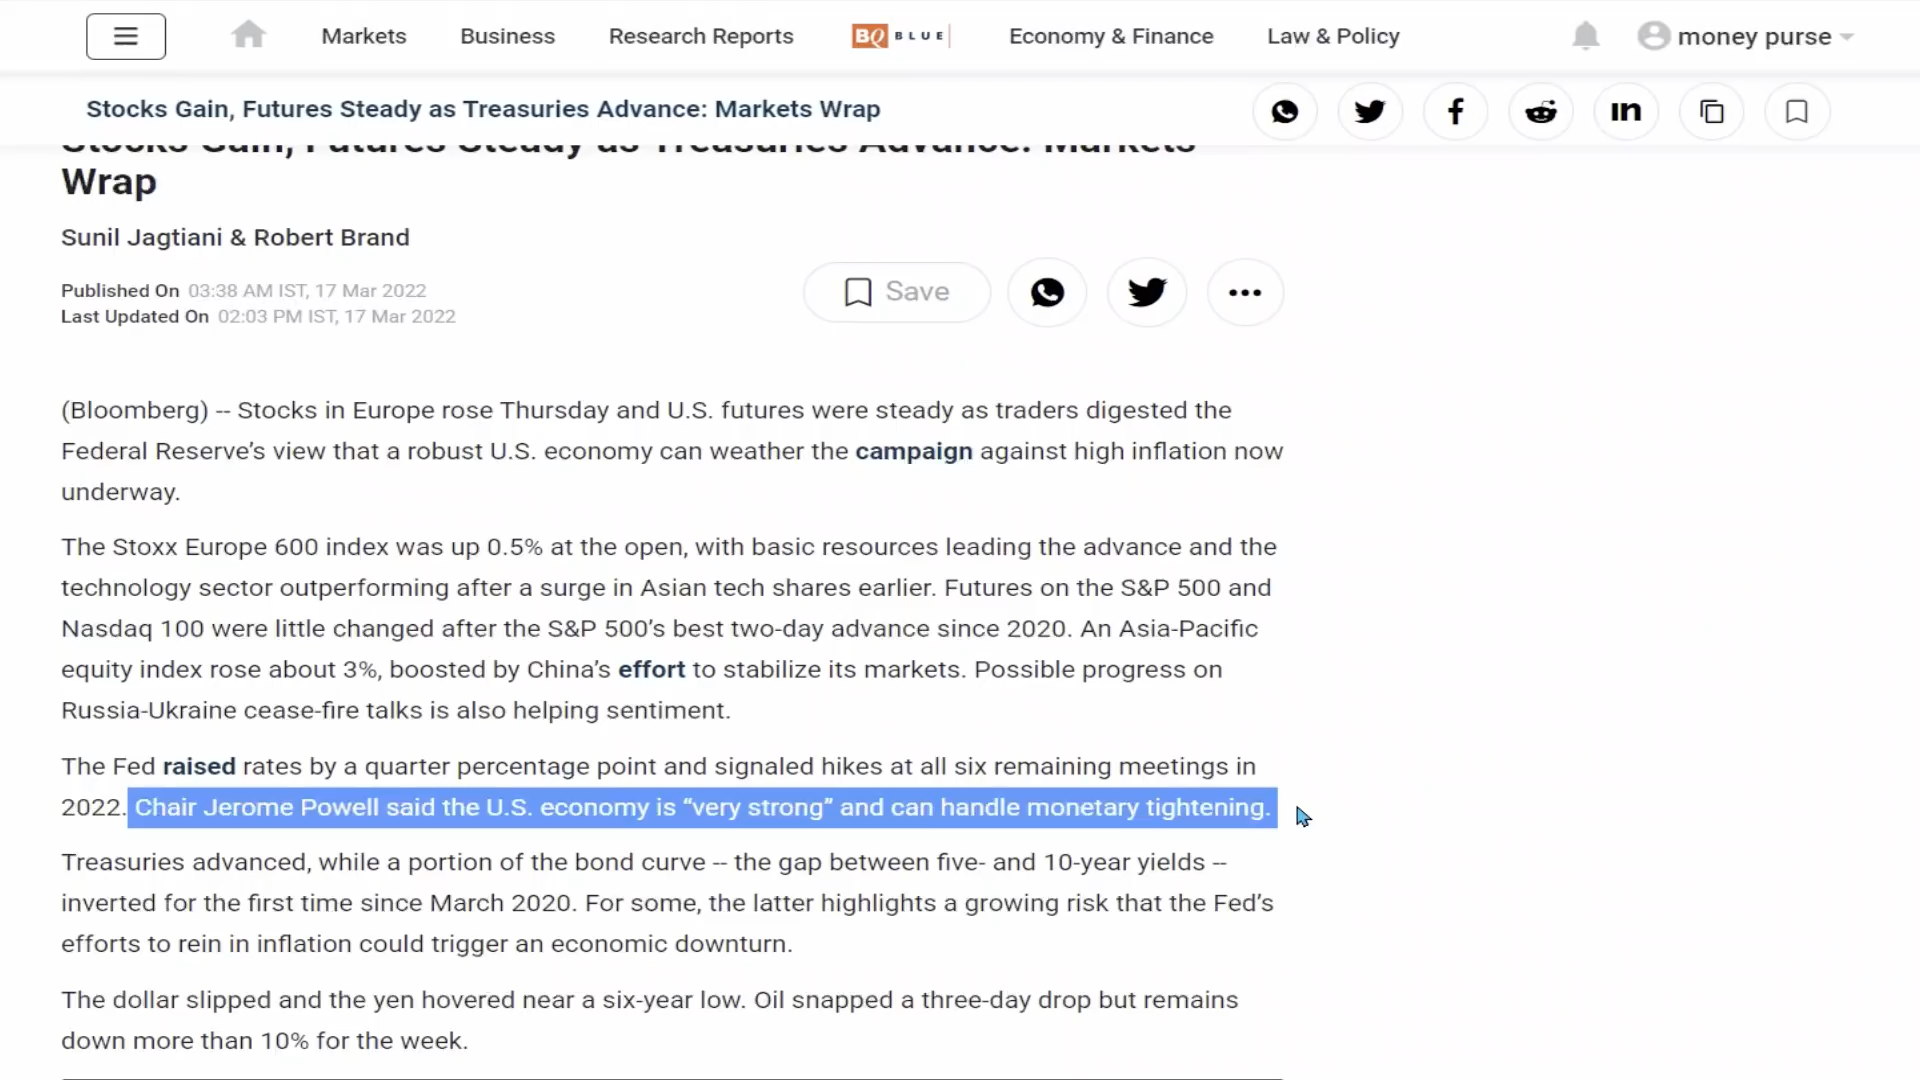 Markets Business Research Reports BQ BLUE Economy & Finance Law & Policy money purse
Stocks Gain, Futures Steady as Treasuries Advance: Markets Wrap
Stocks Gain, Futures Steady as Treasuries Advance: Markets
Wrap
Sunil Jagtiani & Robert Brand
Published On 03:38 AM IST, 17 Mar 2022
Last Updated On 02:03 PM IST, 17 Mar 2022
Save
(Bloomberg) -- Stocks in Europe rose Thursday and U.S. futures were steady as traders digested the
Federal Reserve’s view that a robust U.S. economy can weather the campaign against high inflation now
underway.
The Stoxx Europe 600 index was up 0.5% at the open, with basic resources leading the advance and the
technology sector outperforming after a surge in Asian tech shares earlier. Futures on the S&P 500 and
Nasdaq 100 were little changed after the S&P 500’s best two-day advance since 2020. An Asia-Pacific
equity index rose about 3%, boosted by China’s effort to stabilize its markets. Possible progress on
Russia-Ukraine cease-fire talks is also helping sentiment.
The Fed raised rates by a quarter percentage point and signaled hikes at all six remaining meetings in
2022. Chair Jerome Powell said the U.S. economy is “very strong” and can handle monetary tightening.
Treasuries advanced, while a portion of the bond curve -- the gap between five- and 10-year yields --
inverted for the first time since March 2020. For some, the latter highlights a growing risk that the Fed’s
efforts to rein in inflation could trigger an economic downturn.
The dollar slipped and the yen hovered near a six-year low. Oil snapped a three-day drop but remains
down more than 10% for the week.